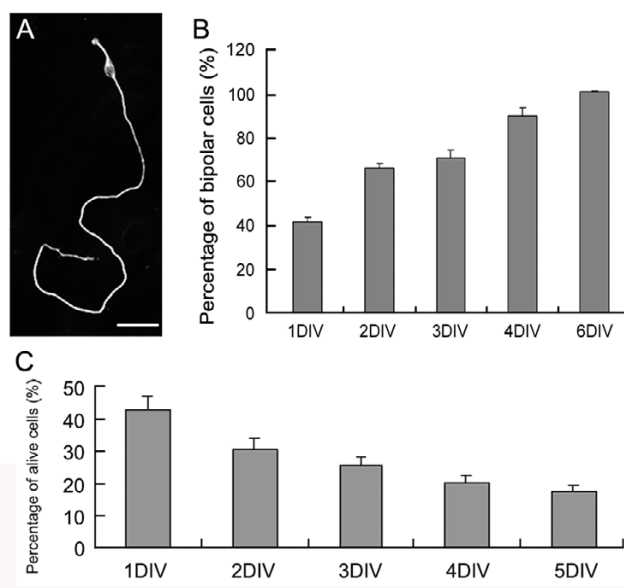 A
B
Percentage of bipolar cells (%)
120
100
80
60
40
20
0
1DIV 2DIV 3DIV 4DIV 6DIV
C
Percentage of alive cells (%)
50
40
30
20
10
0
1DIV 2DIV 3DIV 4DIV 5DIV